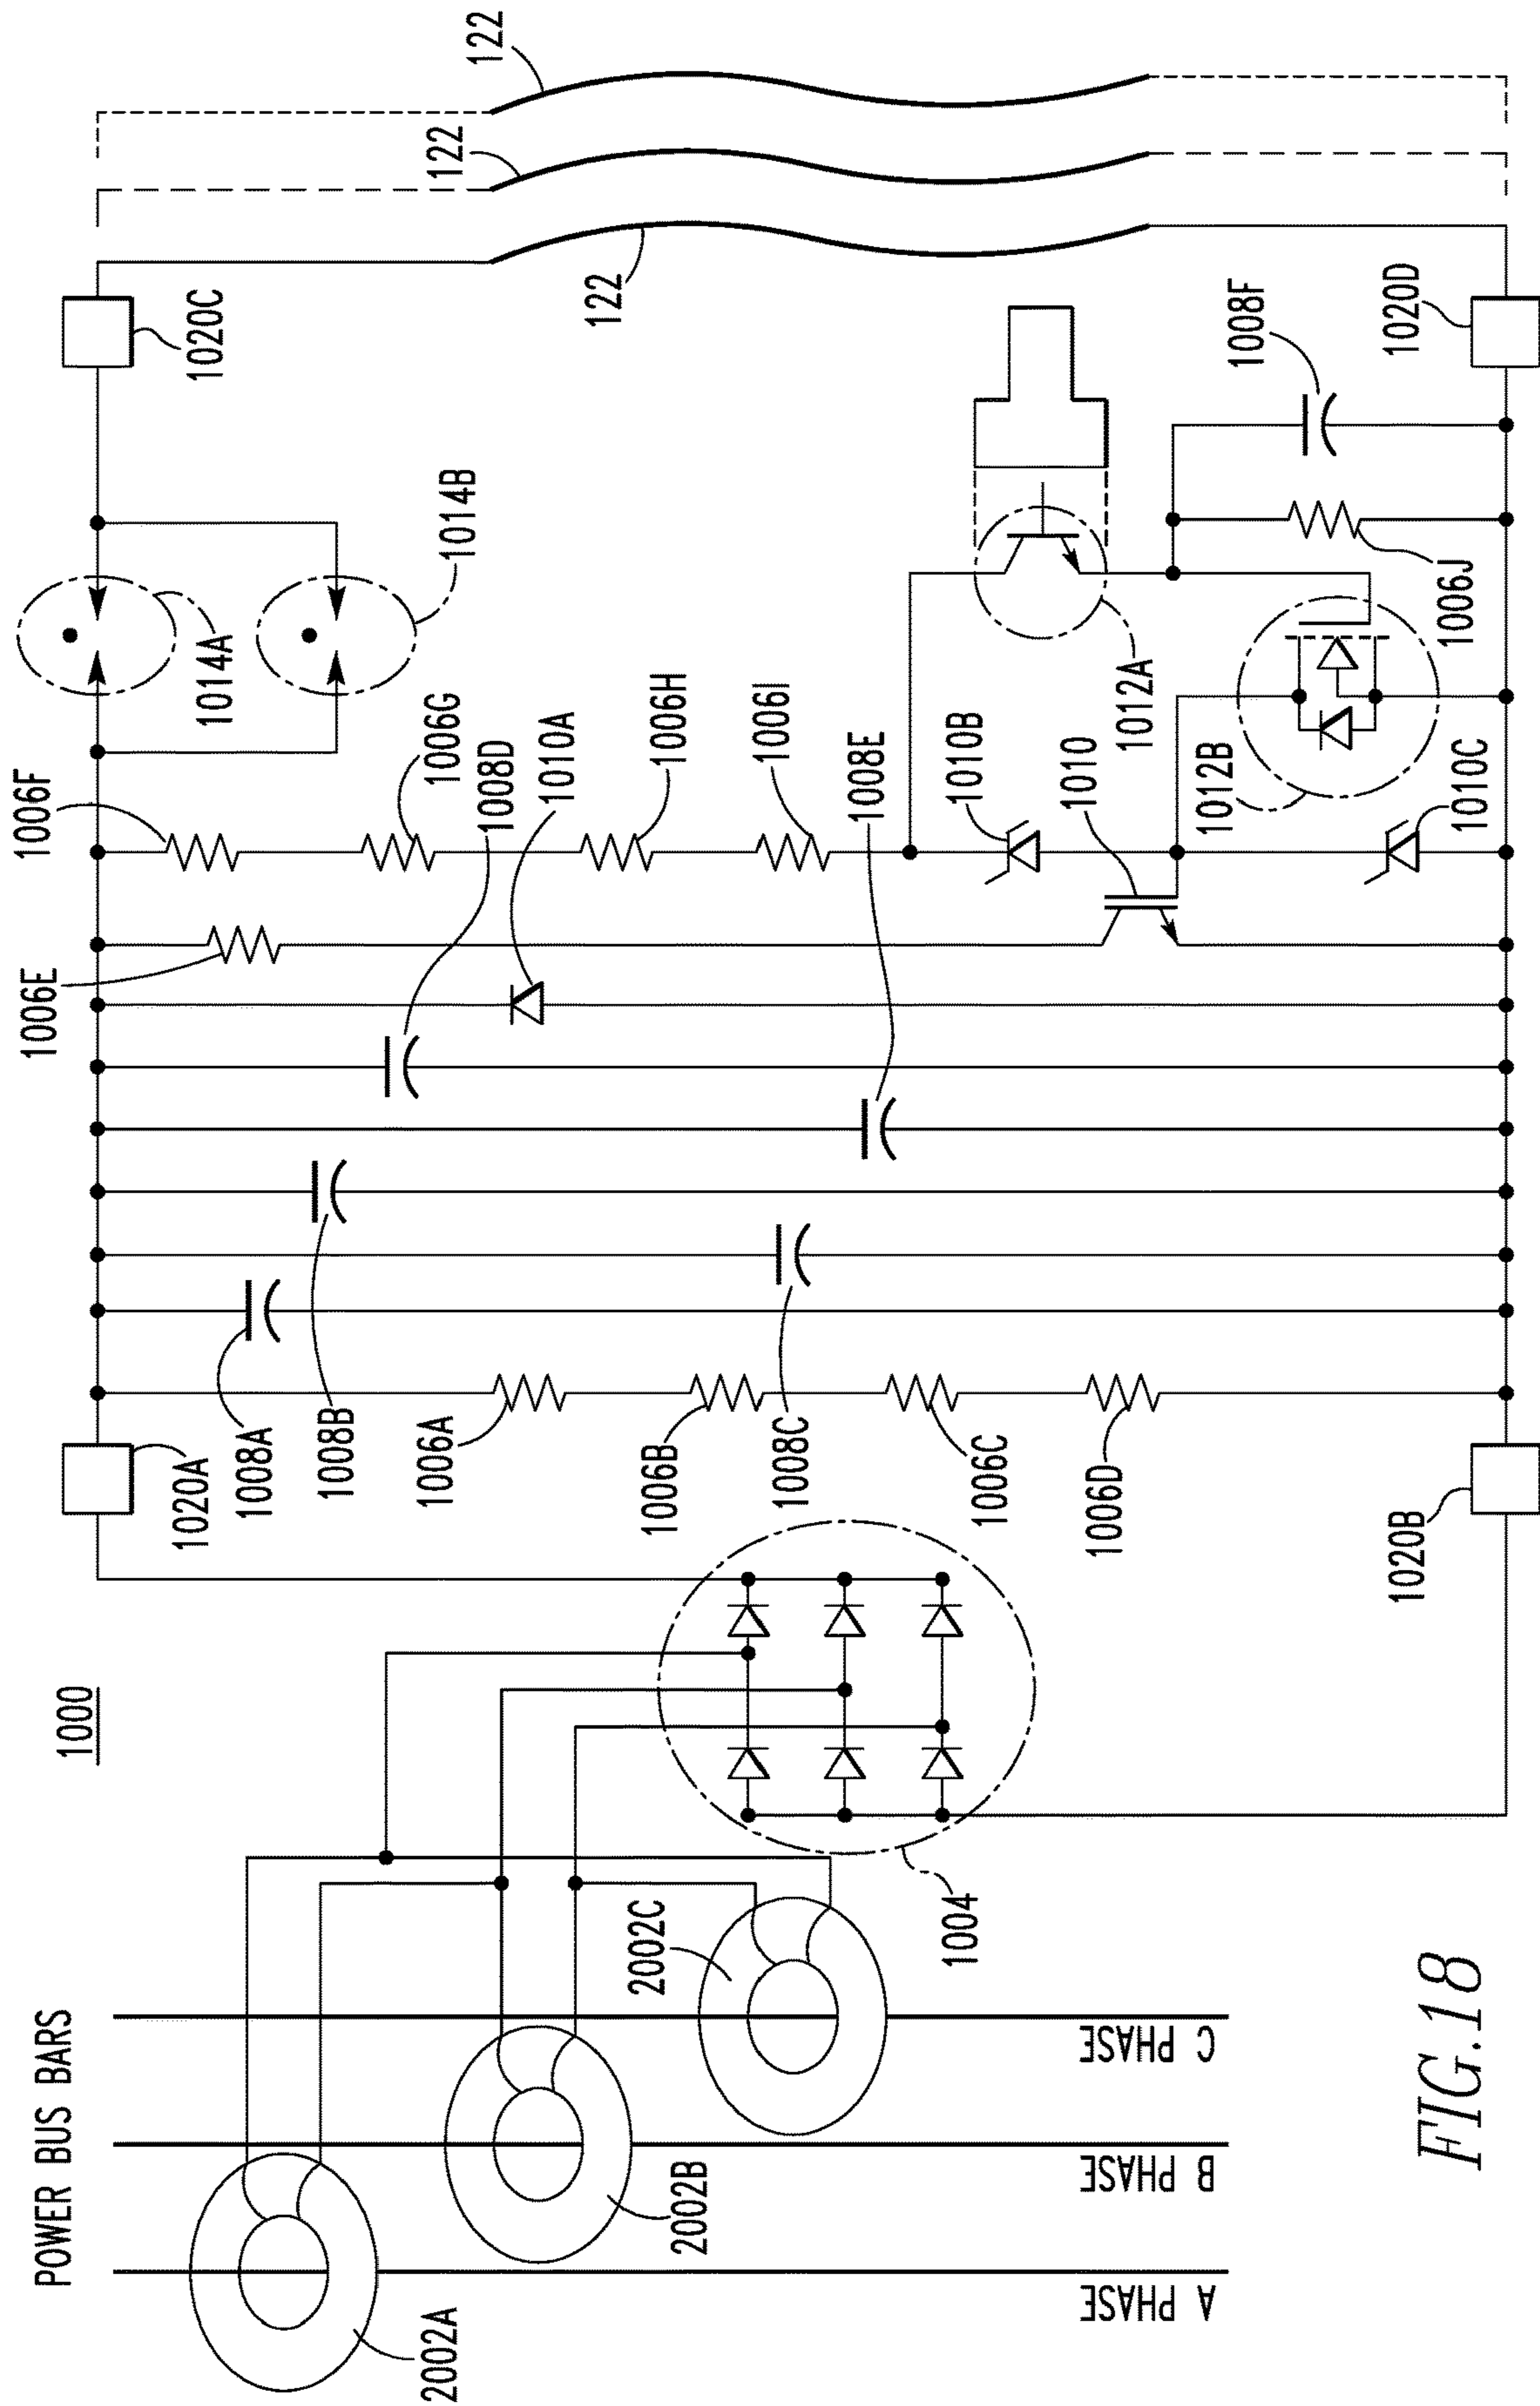 1000
POWER BUS BARS
A PHASE
B PHASE
C PHASE
2002A
2002B
2002C
1004
1020A
1020B
1008A
1008B
1006A
1006B
1008C
1006C
1006D
1006E
1006F
1006G
1008D
1010A
1006H
1006I
1008E
1010B
1010
1012A
1012B
1010C
1014A
1014B
1006J
1008F
1020C
1020D
122
122
122
FIG.18